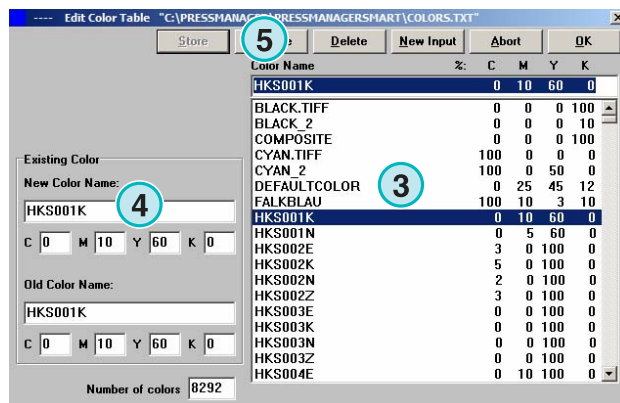 ---- Edit Color Table "C:\PRESSMANAGER\PRESSMANAGERSMART\COLORS.TXT"
Store Delete New Input Abort OK
5
Color Name %: C M Y K
HKS001K 0 10 60 0
BLACK.TIFF 0 0 0 100
BLACK_2 0 0 0 10
COMPOSITE 0 0 0 100
CYAN.TIFF 100 0 0 0
CYAN_2 100 0 50 0
DEFAULTCOLOR 0 25 45 12
FALKBLAU 100 10 3 10
HKS001K 0 10 60 0
HKS001N 0 5 60 0
HKS002E 3 0 100 0
HKS002K 5 0 100 0
HKS002N 2 0 100 0
HKS002Z 3 0 100 0
HKS003E 0 0 100 0
HKS003K 0 0 100 0
HKS003N 0 0 100 0
HKS003Z 0 0 100 0
HKS004E 0 10 100 0
3
Existing Color
New Color Name:
HKS001K
4
C 0 M 10 Y 60 K 0
Old Color Name:
HKS001K
C 0 M 10 Y 60 K 0
Number of colors 8292